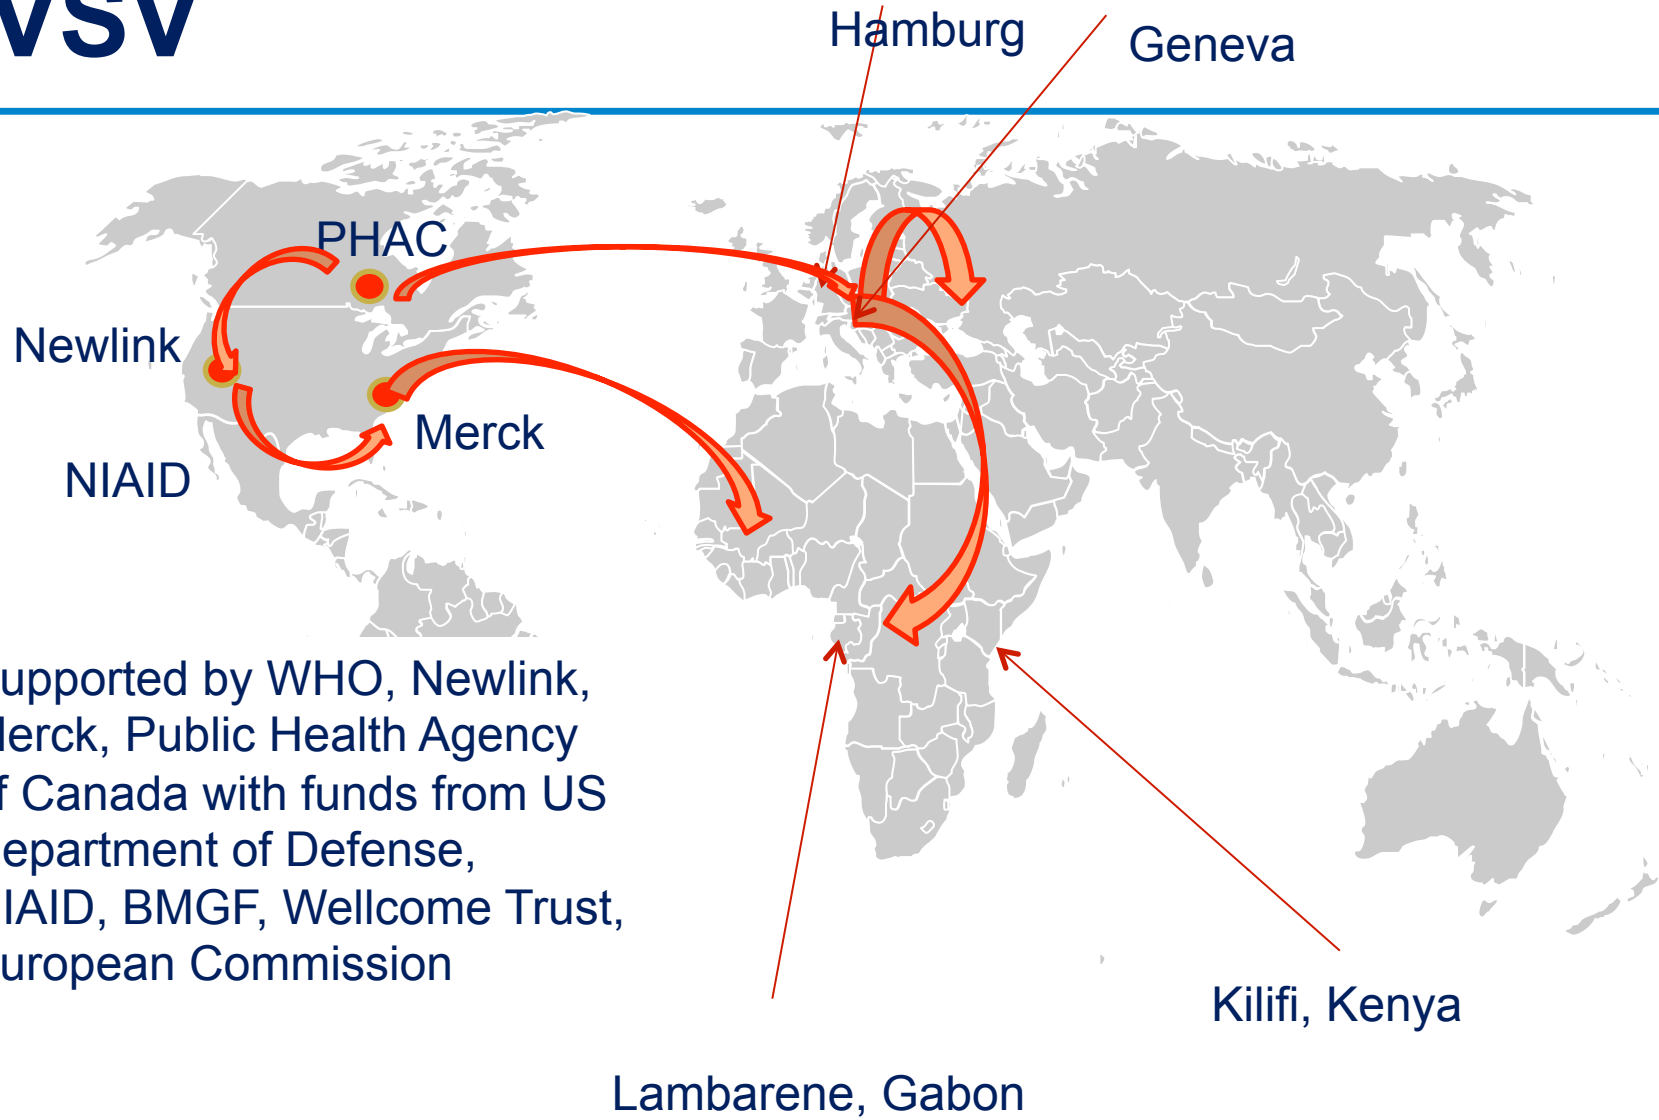 VSV
Hamburg
Geneva
PHAC
Newlink
Merck
NIAID
upported by WHO, Newlink,
lerck, Public Health Agency
f Canada with funds from US
epartment of Defense,
IAID, BMGF, Wellcome Trust,
uropean Commission
Kilifi, Kenya
Lambarene, Gabon